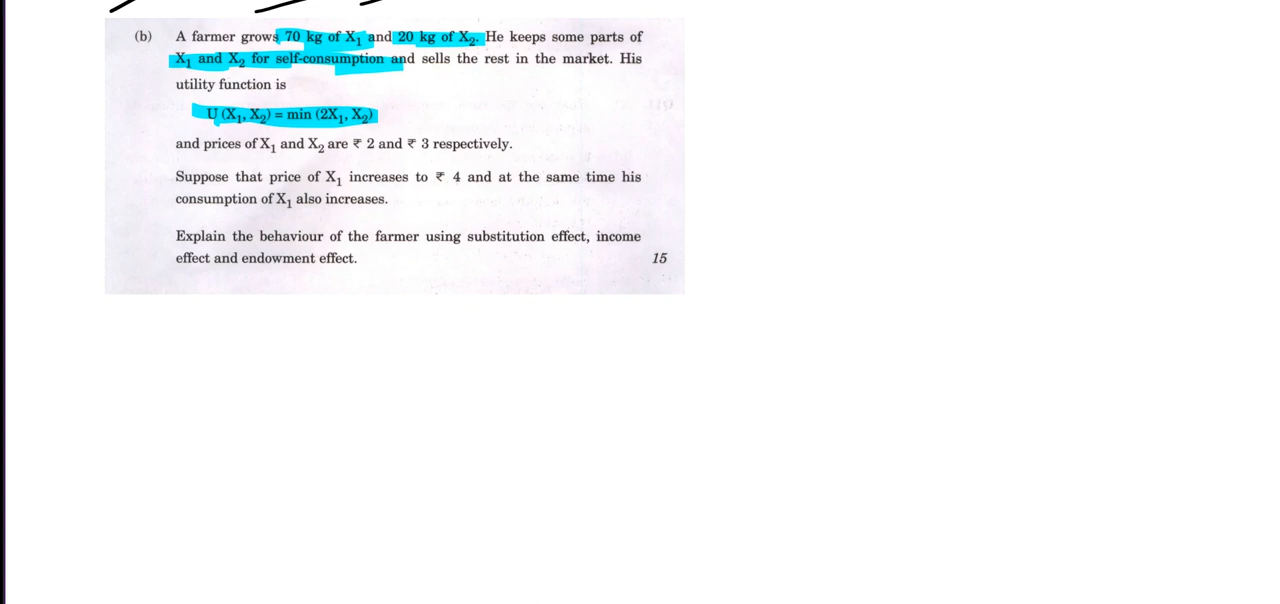 (b) A farmer grows 70 kg of X₁ and 20 kg of X₂. He keeps some parts of
X₁ and X₂ for self-consumption and sells the rest in the market. His
utility function is
U (X₁, X₂) = min (2X₁, X₂)
and prices of X₁ and X₂ are ₹ 2 and ₹ 3 respectively.
Suppose that price of X₁ increases to ₹ 4 and at the same time his
consumption of X₁ also increases.
Explain the behaviour of the farmer using substitution effect, income
effect and endowment effect. 15